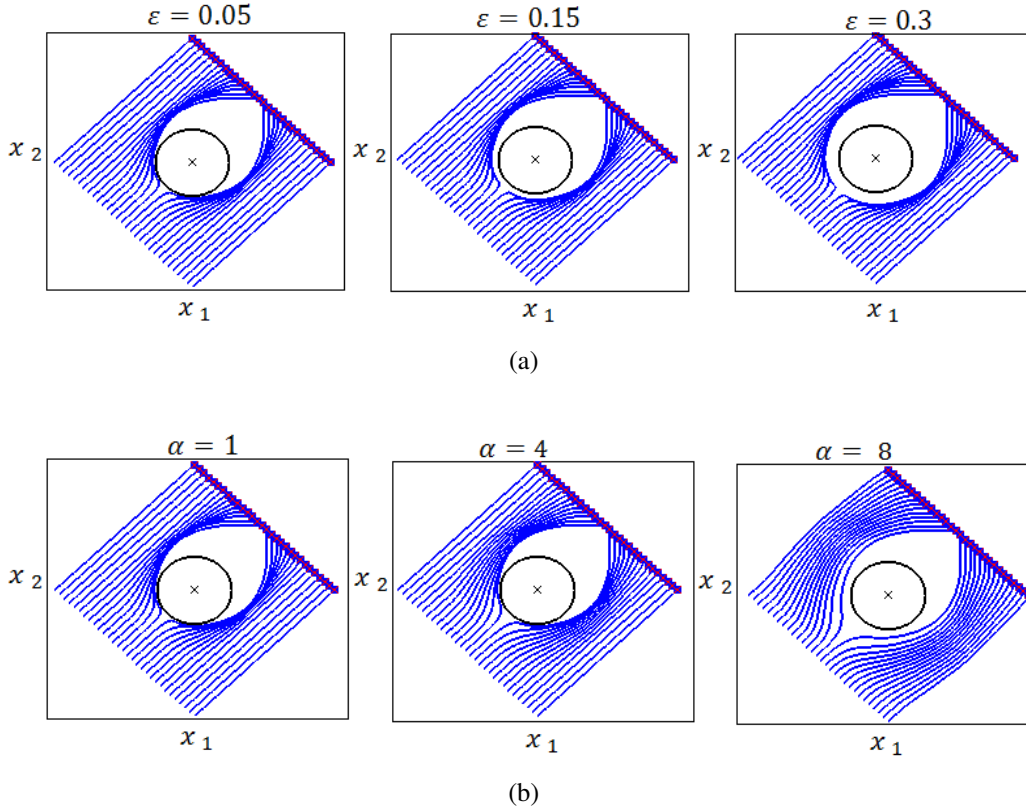 ε = 0.05 ε = 0.15 ε = 0.3
x 2 x 2 x 2
x 1 x 1 x 1
(a)
α = 1 α = 4 α = 8
x 2 x 2 x 2
x 1 x 1 x 1
(b)